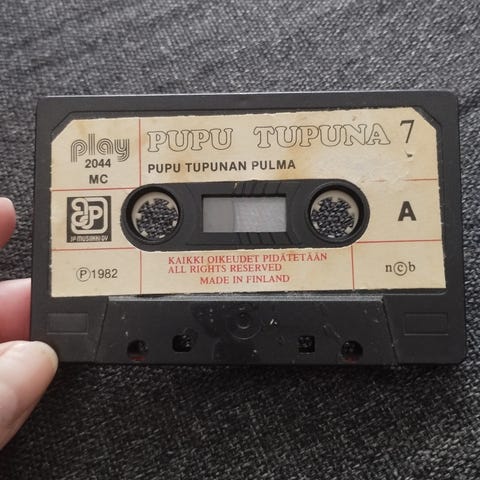 play
2044
MC
PUPU TUPUNA 7
PUPU TUPUNAN PULMA
JP MUSIIKKI OY
A
KAIKKI OIKEUDET PIDÄTETÄÄN
ALL RIGHTS RESERVED
MADE IN FINLAND
Ⓟ1982
n©b